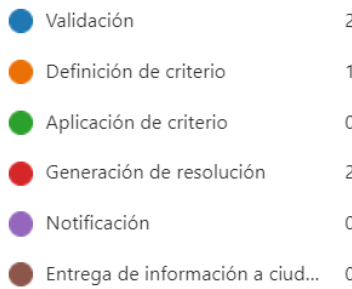 Validación 2
Definición de criterio 1
Aplicación de criterio 0
Generación de resolución 2
Notificación 0
Entrega de información a ciud... 0